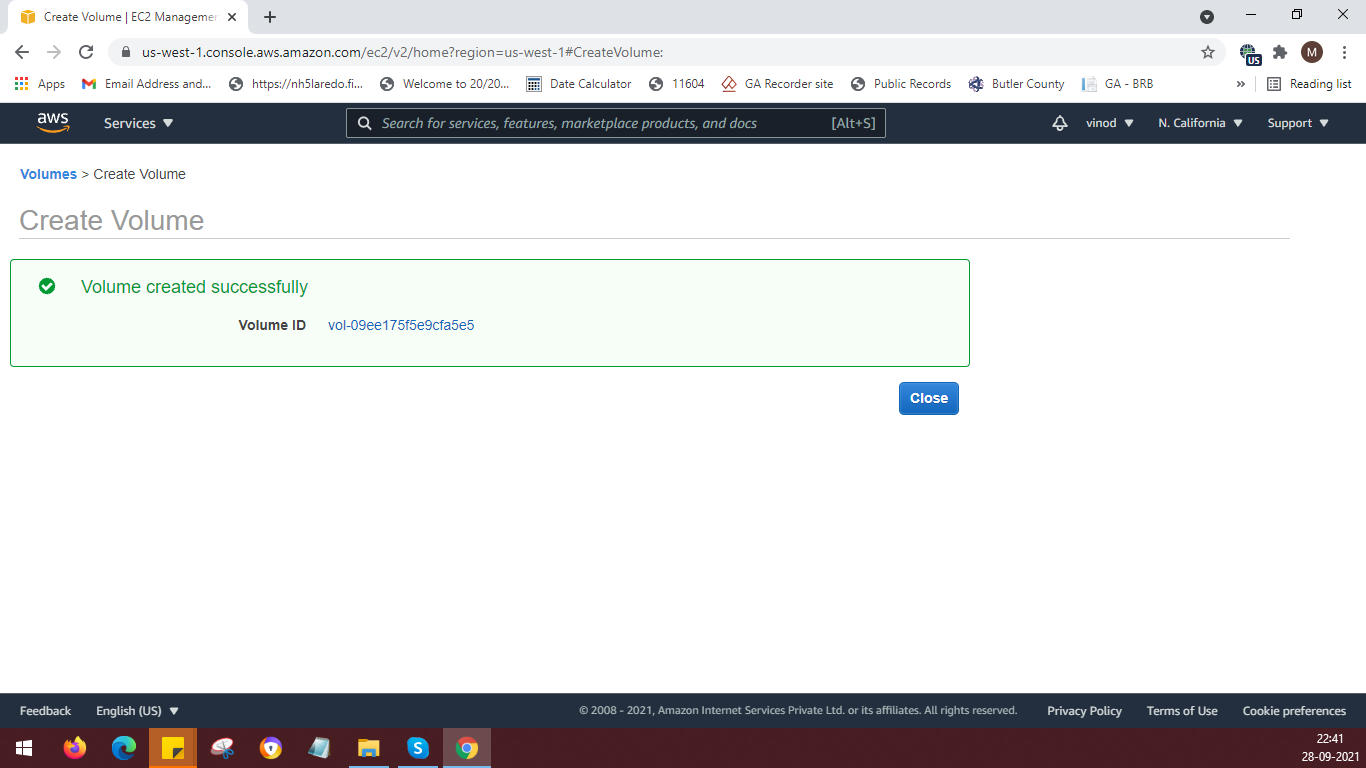 Create Volume | EC2 Managemen
us-west-1.console.aws.amazon.com/ec2/v2/home?region=us-west-1#CreateVolume:
US
M
Apps
Email Address and...
https://nh5laredo.fi...
Welcome to 20/20...
Date Calculator
11604
GA Recorder site
Public Records
Butler County
GA - BRB
»
Reading list
aws
Services
Search for services, features, marketplace products, and docs
[Alt+S]
vinod
N. California
Support
Volumes > Create Volume
Create Volume
Volume created successfully
Volume ID vol-09ee175f5e9cfa5e5
Close
Feedback
English (US)
© 2008 - 2021, Amazon Internet Services Private Ltd. or its affiliates. All rights reserved.
Privacy Policy
Terms of Use
Cookie preferences
S
22:41
28-09-2021